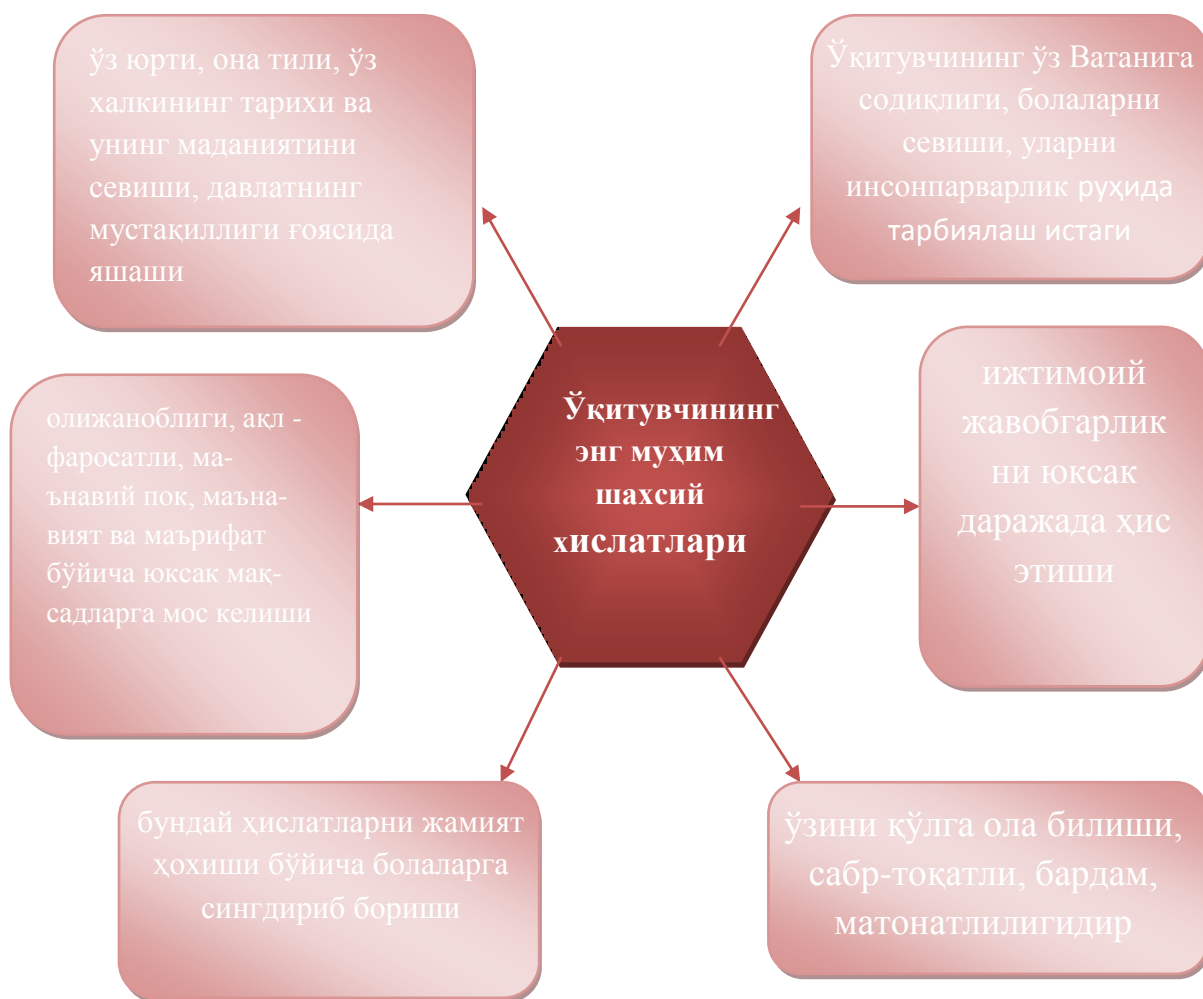 ўз юрти, она тили, ўз
халкининг тарихи ва
унинг маданиятини
севиши, давлатнинг
мустақиллиги ғоясида
яшаши
Ўқитувчининг ўз Ватанига
содиқлиги, болаларни
севиши, уларни
инсонпарварлик руҳида
тарбиялаш истаги
олижаноблиги, ақл -
фаросатли, ма-
ънавий пок, маъна-
вият ва маърифат
бўйича юксак мақ-
садларга мос келиши
Ўқитувчининг
энг муҳим
шахсий
хислатлари
ижтимоий
жавобгарлик
ни юксак
даражада ҳис
этиши
бундай ҳислатларни жамият
ҳохиши бўйича болаларга
сингдириб бориши
ўзини қўлга ола билиши,
сабр-тоқатли, бардам,
матонатлилигидир